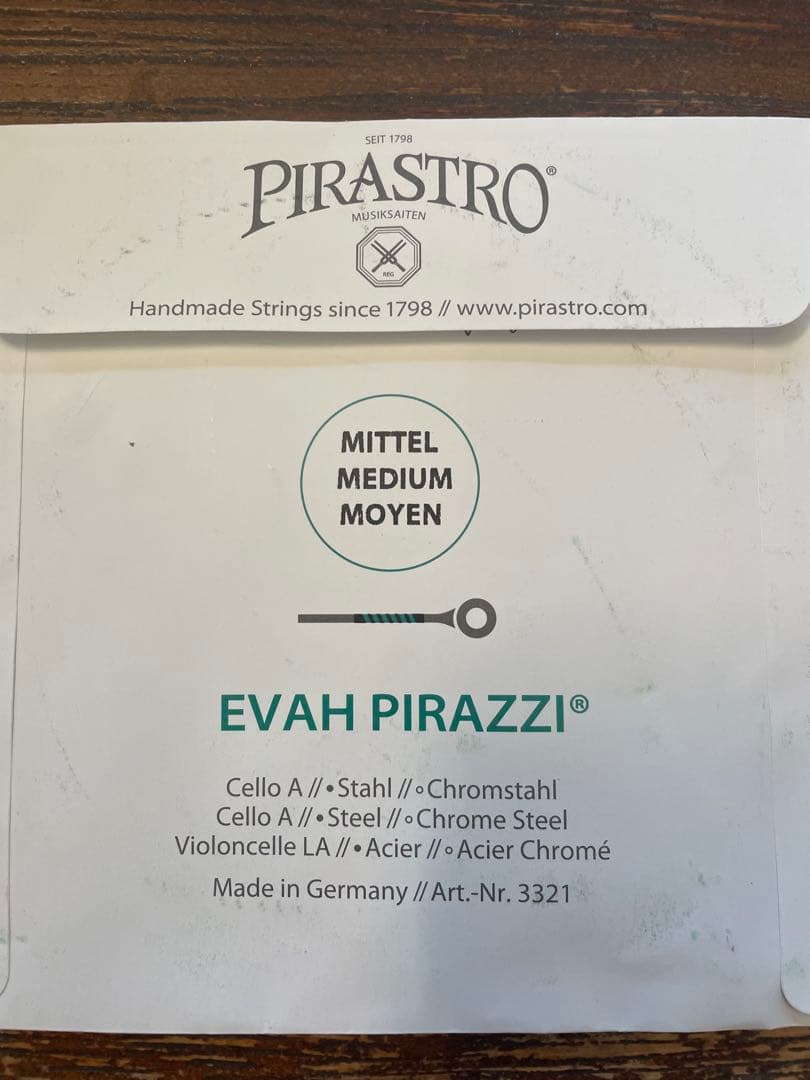 SEIT 1798
PIRASTRO®
MUSIKSAITEN
REG
Handmade Strings since 1798 // www.pirastro.com
MITTEL
MEDIUM
MOYEN
EVAH PIRAZZI®
Cello A //•Stahl //∘Chromstahl
Cello A //•Steel //∘Chrome Steel
Violoncelle LA //•Acier //∘Acier Chromé
Made in Germany // Art.-Nr. 3321